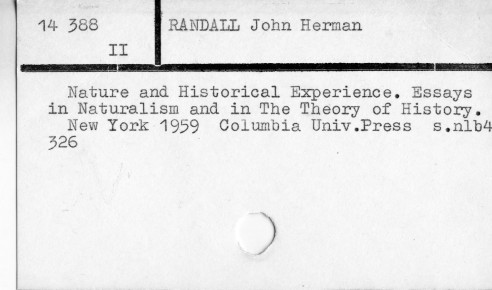 14 388 RANDALL John Herman
II
Nature and Historical Experience. Essays
in Naturalism and in The Theory of History.
New York 1959 Columbia Univ.Press s.nlb4
326